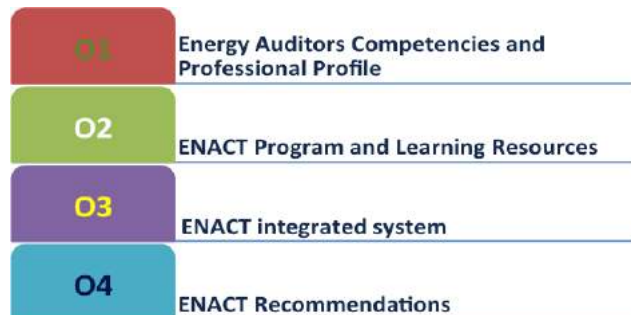 O1
Energy Auditors Competencies and
Professional Profile
O2
ENACT Program and Learning Resources
O3
ENACT integrated system
O4
ENACT Recommendations